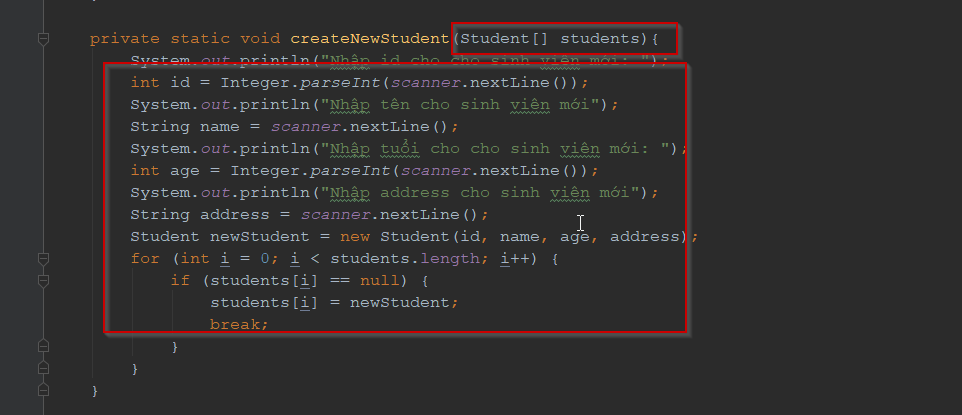 }
private static void createNewStudent(Student[] students){
System.out.println("Nhập id cho cho sinh viên mới: ");
int id = Integer.parseInt(scanner.nextLine());
System.out.println("Nhập tên cho sinh viên mới");
String name = scanner.nextLine();
System.out.println("Nhập tuổi cho cho sinh viên mới: ");
int age = Integer.parseInt(scanner.nextLine());
System.out.println("Nhập address cho sinh viên mới");
String address = scanner.nextLine();
Student newStudent = new Student(id, name, age, address);
for (int i = 0; i < students.length; i++) {
if (students[i] == null) {
students[i] = newStudent;
break;
}
}
}